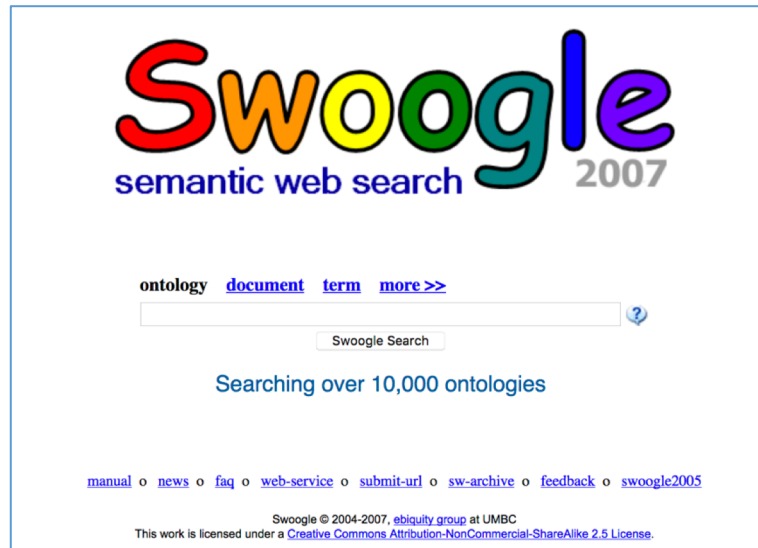 Swoogle
semantic web search 2007
ontology document term more >>
?
Swoogle Search
Searching over 10,000 ontologies
manual o news o faq o web-service o submit-url o sw-archive o feedback o swoogle2005
Swoogle © 2004-2007, ebiquity group at UMBC
This work is licensed under a Creative Commons Attribution-NonCommercial-ShareAlike 2.5 License.